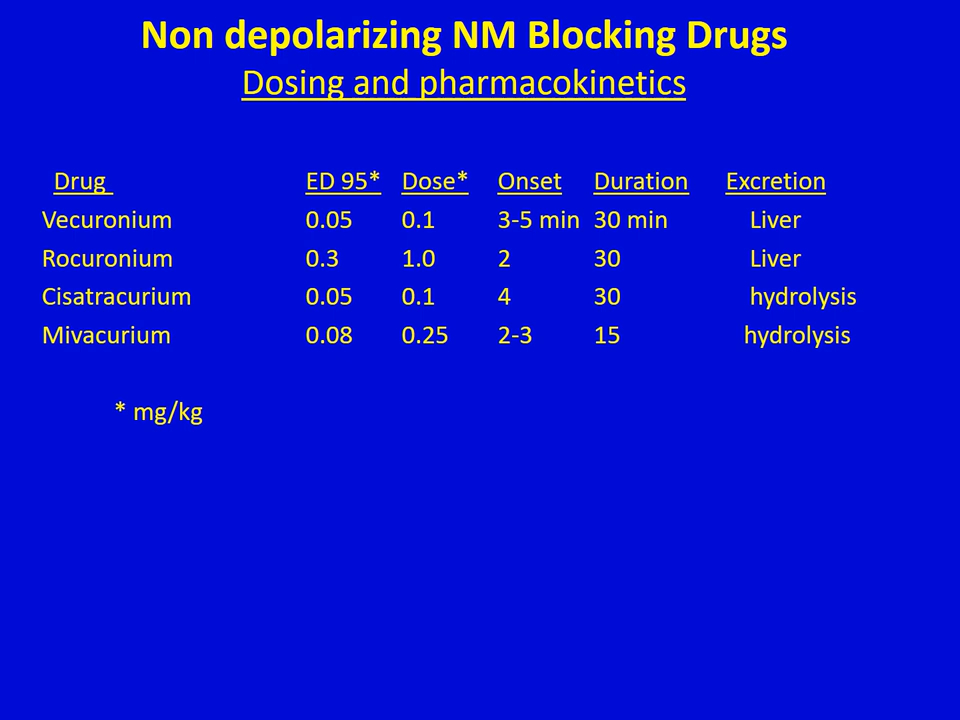 Non depolarizing NM Blocking Drugs
Dosing and pharmacokinetics
Drug ED 95* Dose* Onset Duration Excretion
Vecuronium 0.05 0.1 3-5 min 30 min Liver
Rocuronium 0.3 1.0 2 30 Liver
Cisatracurium 0.05 0.1 4 30 hydrolysis
Mivacurium 0.08 0.25 2-3 15 hydrolysis
* mg/kg